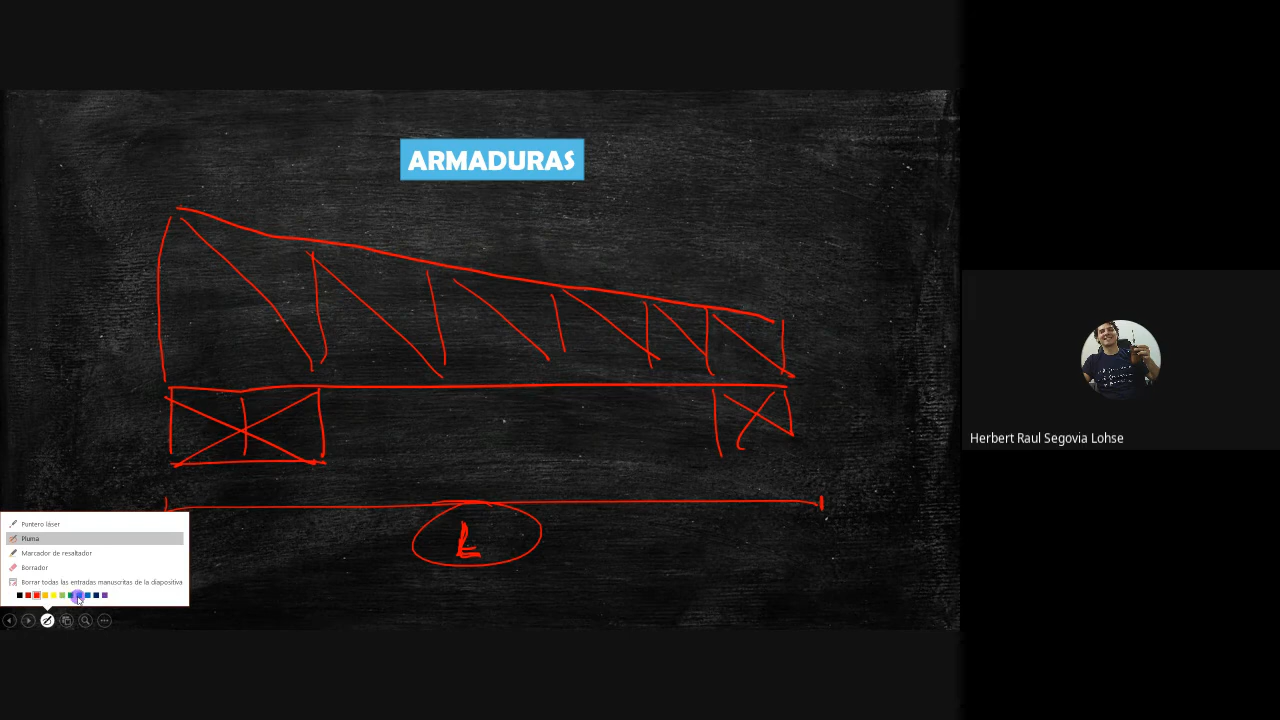 ARMADURAS
L
Puntero láser
Pluma
Marcador de resaltador
Borrador
Borrar todas las entradas manuscritas de la diapositiva
Herbert Raul Segovia Lohse